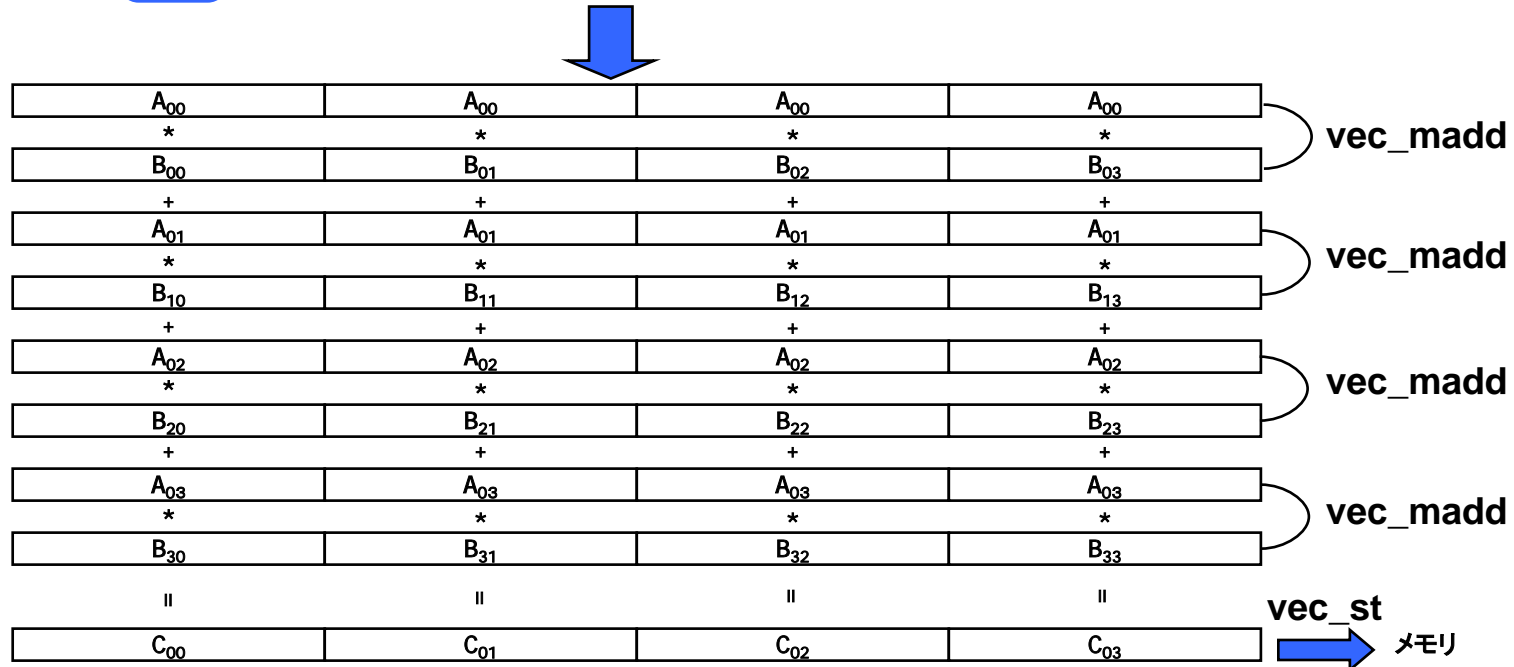 A₀₀ A₀₀ A₀₀ A₀₀
* * * *
vec_madd
B₀₀ B₀₁ B₀₂ B₀₃
+ + + +
A₀₁ A₀₁ A₀₁ A₀₁
* * * *
vec_madd
B₁₀ B₁₁ B₁₂ B₁₃
+ + + +
A₀₂ A₀₂ A₀₂ A₀₂
* * * *
vec_madd
B₂₀ B₂₁ B₂₂ B₂₃
+ + + +
A₀₃ A₀₃ A₀₃ A₀₃
* * * *
vec_madd
B₃₀ B₃₁ B₃₂ B₃₃
= = = =
vec_st
C₀₀ C₀₁ C₀₂ C₀₃ メモリ